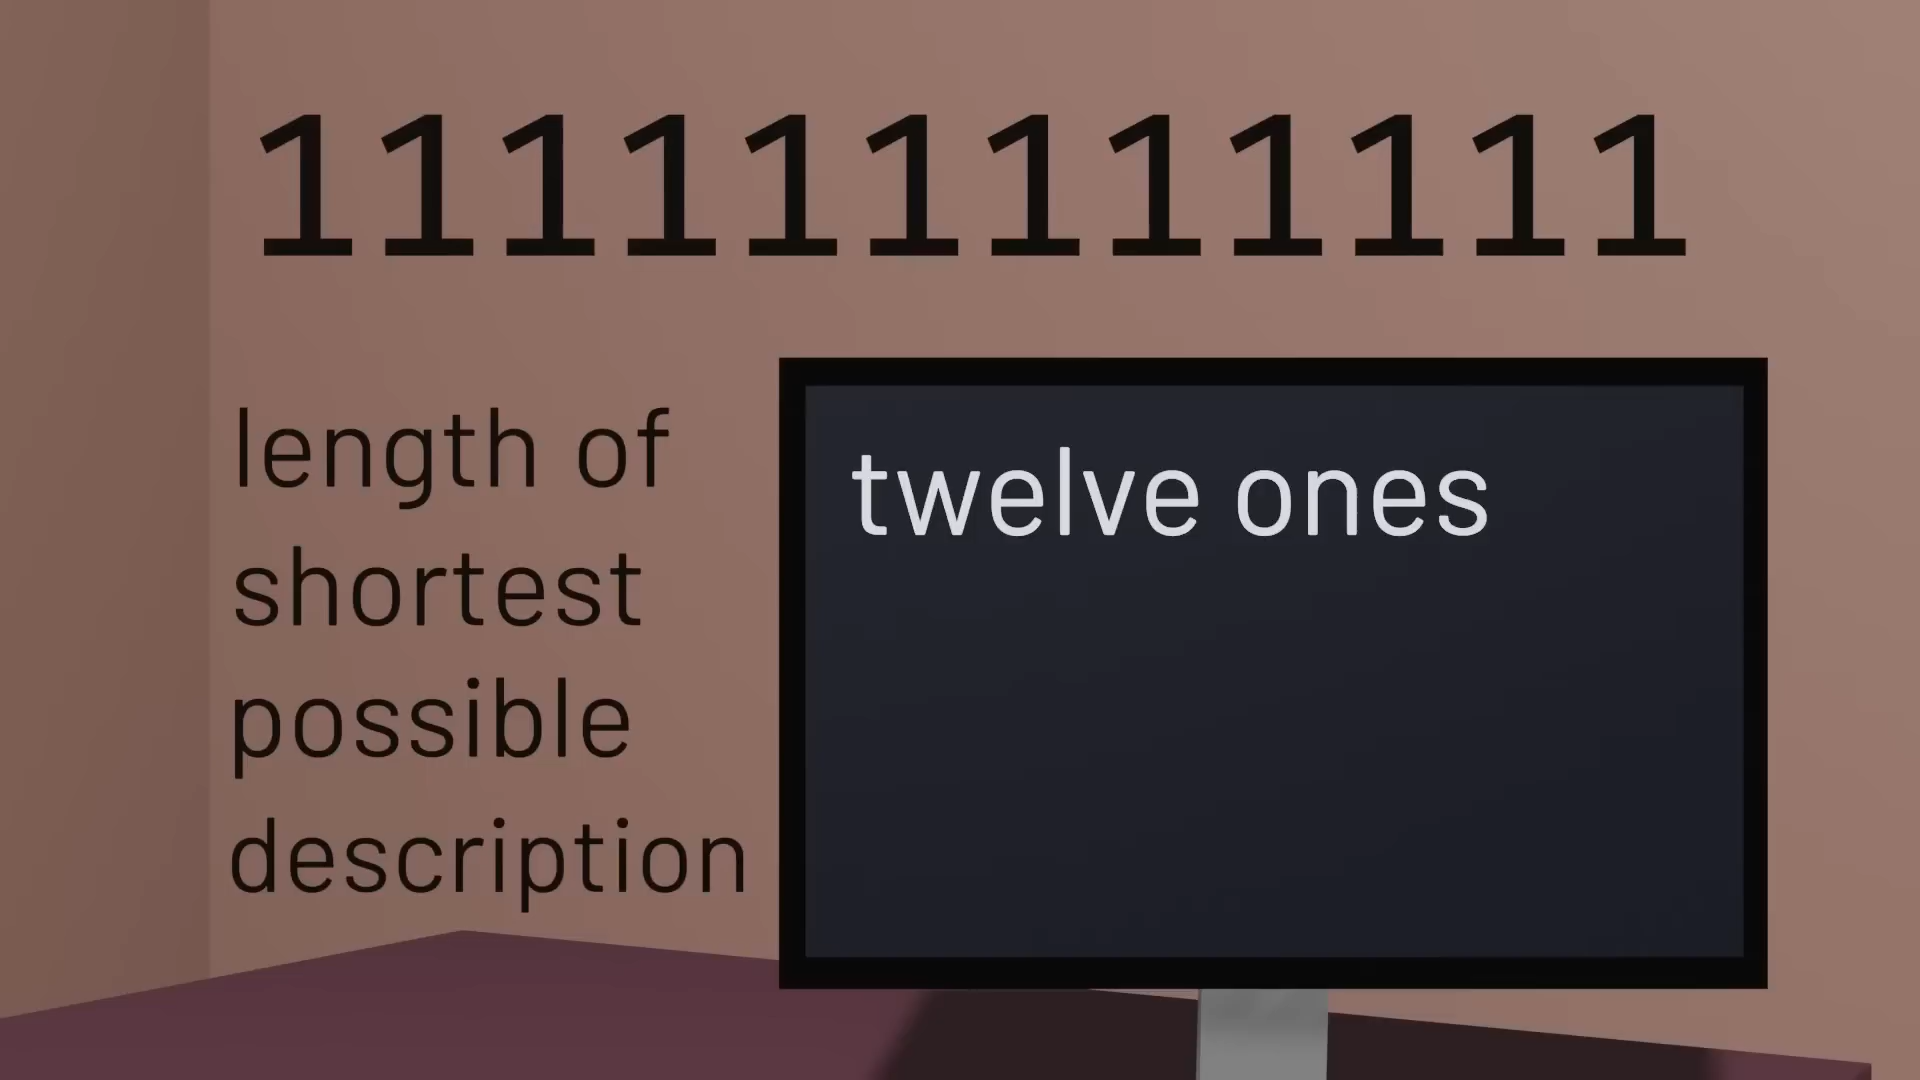 111111111111
length of
shortest
possible
description
twelve ones